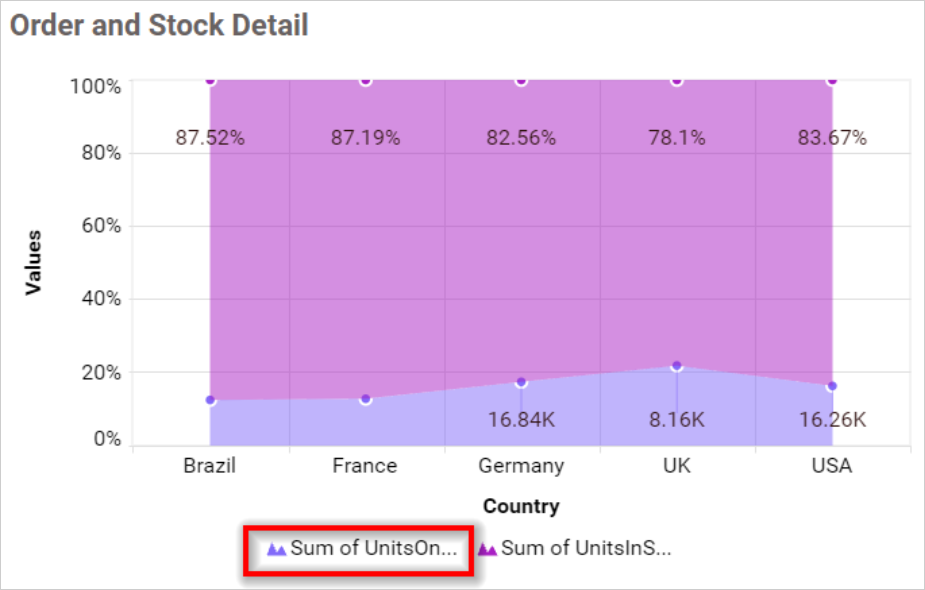 Order and Stock Detail
100%
80%
60%
40%
20%
0%
Values
87.52% 87.19% 82.56% 78.1% 83.67%
16.84K 8.16K 16.26K
Brazil France Germany UK USA
Country
Sum of UnitsOn... Sum of UnitsInS...